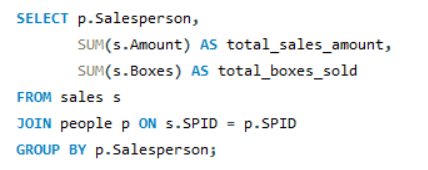 SELECT p.Salesperson,
SUM(s.Amount) AS total_sales_amount,
SUM(s.Boxes) AS total_boxes_sold
FROM sales s
JOIN people p ON s.SPID = p.SPID
GROUP BY p.Salesperson;